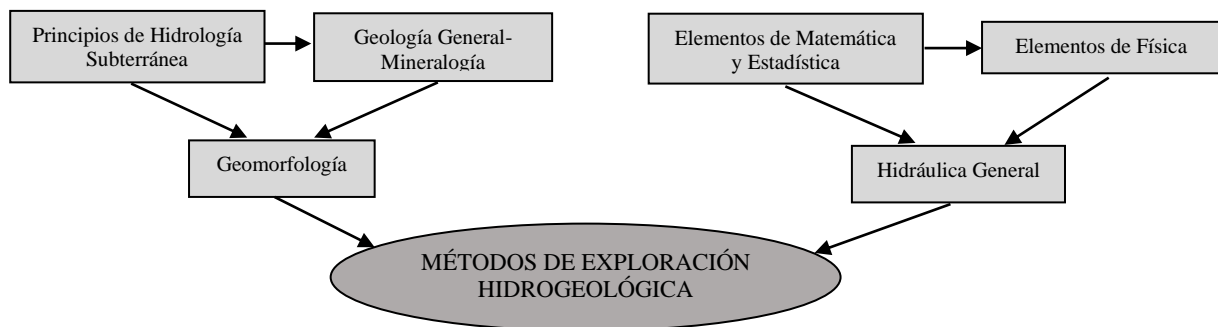 Principios de Hidrología
Subterránea
Geología General-
Mineralogía
Elementos de Matemática
y Estadística
Elementos de Física
Geomorfología
Hidráulica General
MÉTODOS DE EXPLORACIÓN
HIDROGEOLÓGICA